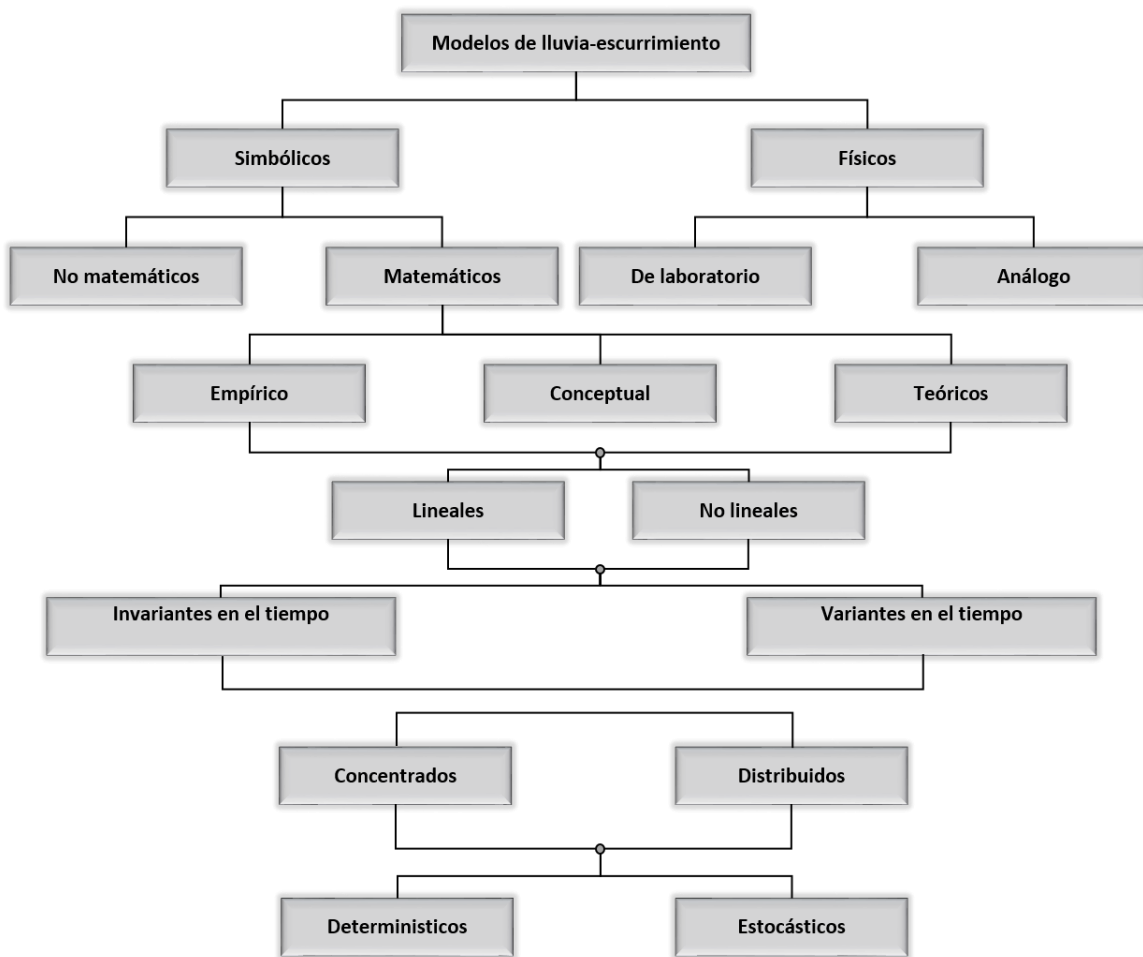 Modelos de lluvia-escurrimiento
Simbólicos
Físicos
No matemáticos
Matemáticos
De laboratorio
Análogo
Empírico
Conceptual
Teóricos
Lineales
No lineales
Invariantes en el tiempo
Variantes en el tiempo
Concentrados
Distribuidos
Deterministicos
Estocásticos